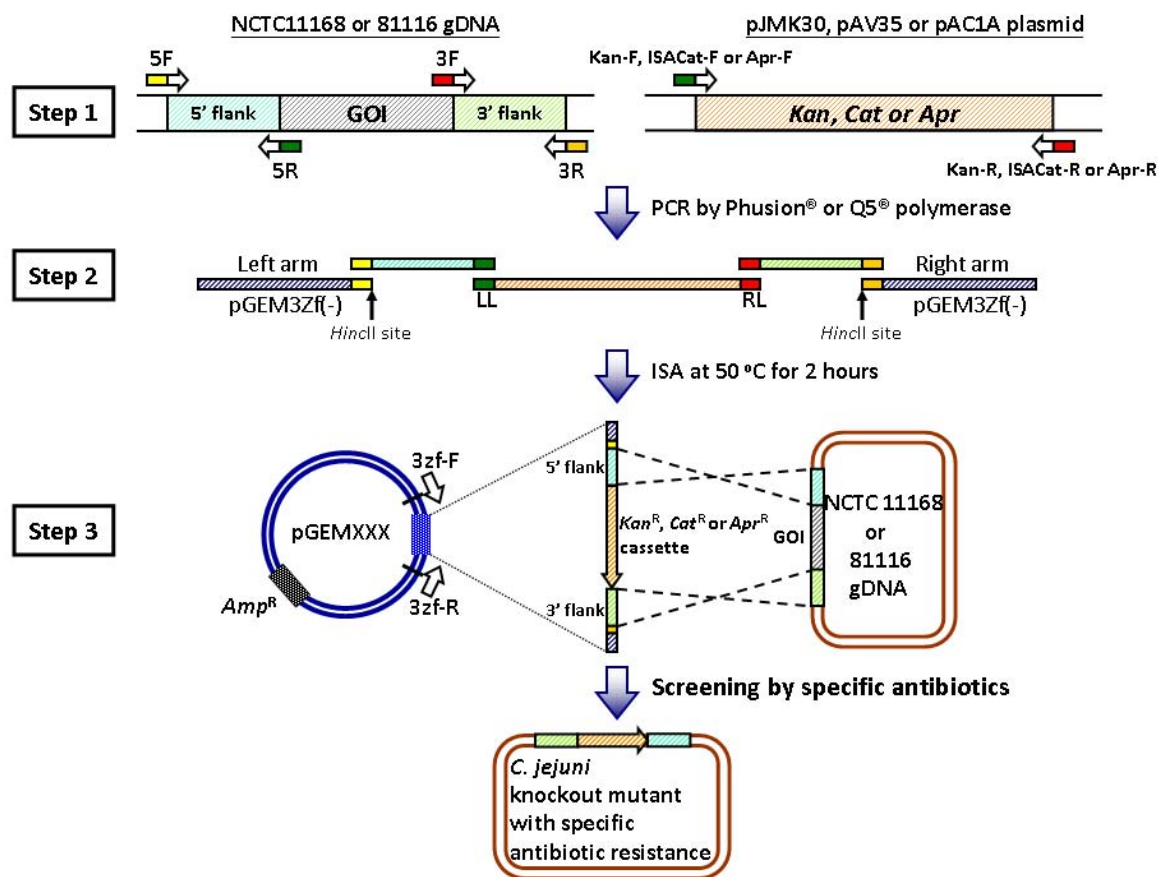 NCTC11168 or 81116 gDNA
pJMK30, pAV35 or pAC1A plasmid
5F
3F
Kan-F, ISACat-F or Apr-F
Step 1
5' flank
GOI
3' flank
Kan, Cat or Apr
5R
3R
Kan-R, ISACat-R or Apr-R
PCR by Phusion® or Q5® polymerase
Step 2
Left arm
Right arm
pGEM3Zf(-)
LL
RL
pGEM3Zf(-)
HincII site
HincII site
ISA at 50 °C for 2 hours
Step 3
3zf-F
pGEMXXX
AmpR
3zf-R
5' flank
KanR, CatR or AprR
cassette
3' flank
GOI
NCTC 11168
or
81116
gDNA
Screening by specific antibiotics
C. jejuni
knockout mutant
with specific
antibiotic resistance